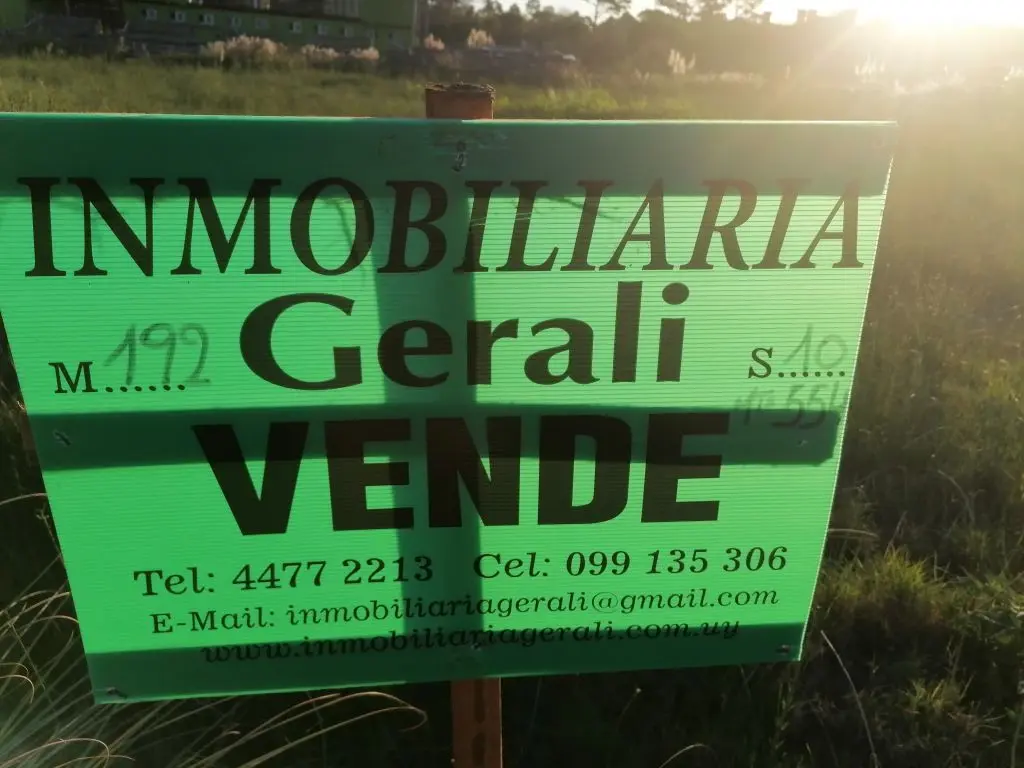 INMOBILIARIA
Gerali
M......192
S.....10
VENDE
Tel: 4477 2213 Cel: 099 135 306
E-Mail: inmobiliariagerali@gmail.com
www.inmobiliariagerali.com.uy